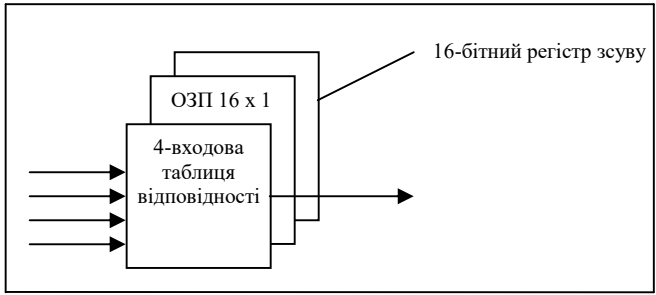 16-бітний регістр зсуву
ОЗП 16 x 1
4-входова
таблиця
відповідності